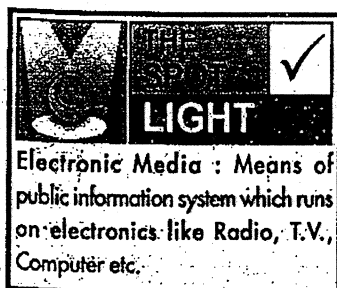 THE
SPOT
LIGHT
Electronic Media : Means of
public information system which runs
on electronics like Radio, T.V.,
Computer etc.